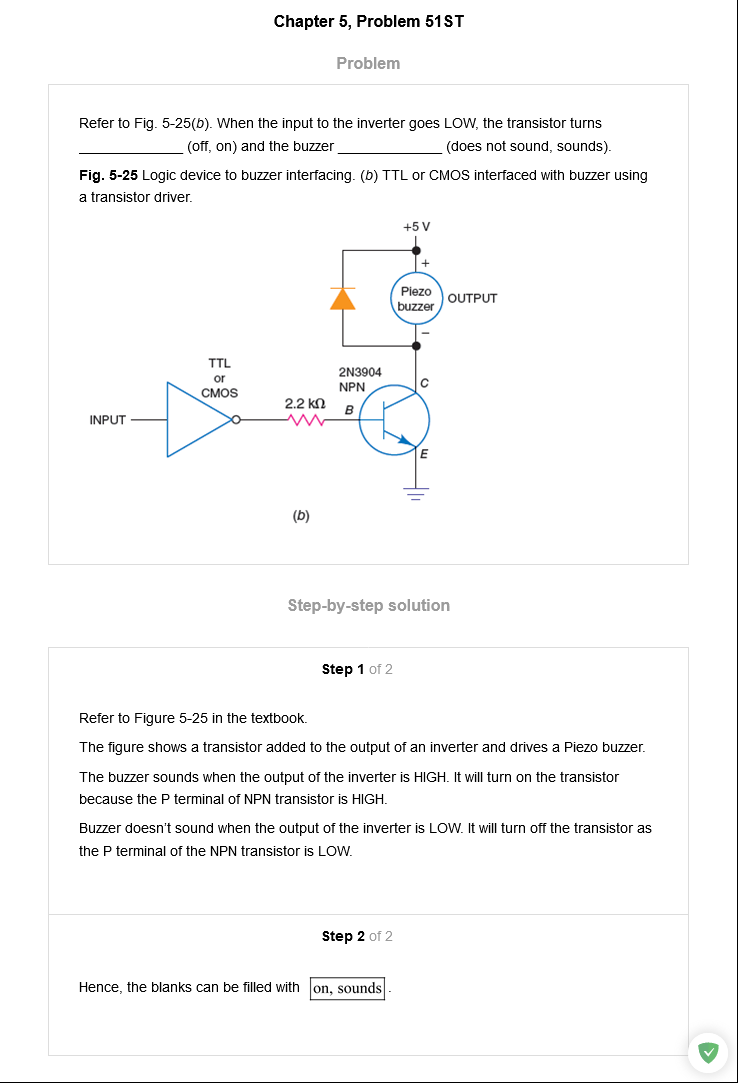 Chapter 5, Problem 51ST
Problem
Refer to Fig. 5-25(b). When the input to the inverter goes LOW, the transistor turns
_____________ (off, on) and the buzzer _____________ (does not sound, sounds).
Fig. 5-25 Logic device to buzzer interfacing. (b) TTL or CMOS interfaced with buzzer using
a transistor driver.
+5 V
+
Piezo
buzzer
OUTPUT
−
TTL
or
CMOS
2N3904
NPN
C
2.2 kΩ
B
INPUT
E
(b)
Step-by-step solution
Step 1 of 2
Refer to Figure 5-25 in the textbook.
The figure shows a transistor added to the output of an inverter and drives a Piezo buzzer.
The buzzer sounds when the output of the inverter is HIGH. It will turn on the transistor
because the P terminal of NPN transistor is HIGH.
Buzzer doesn't sound when the output of the inverter is LOW. It will turn off the transistor as
the P terminal of the NPN transistor is LOW.
Step 2 of 2
Hence, the blanks can be filled with on, sounds.